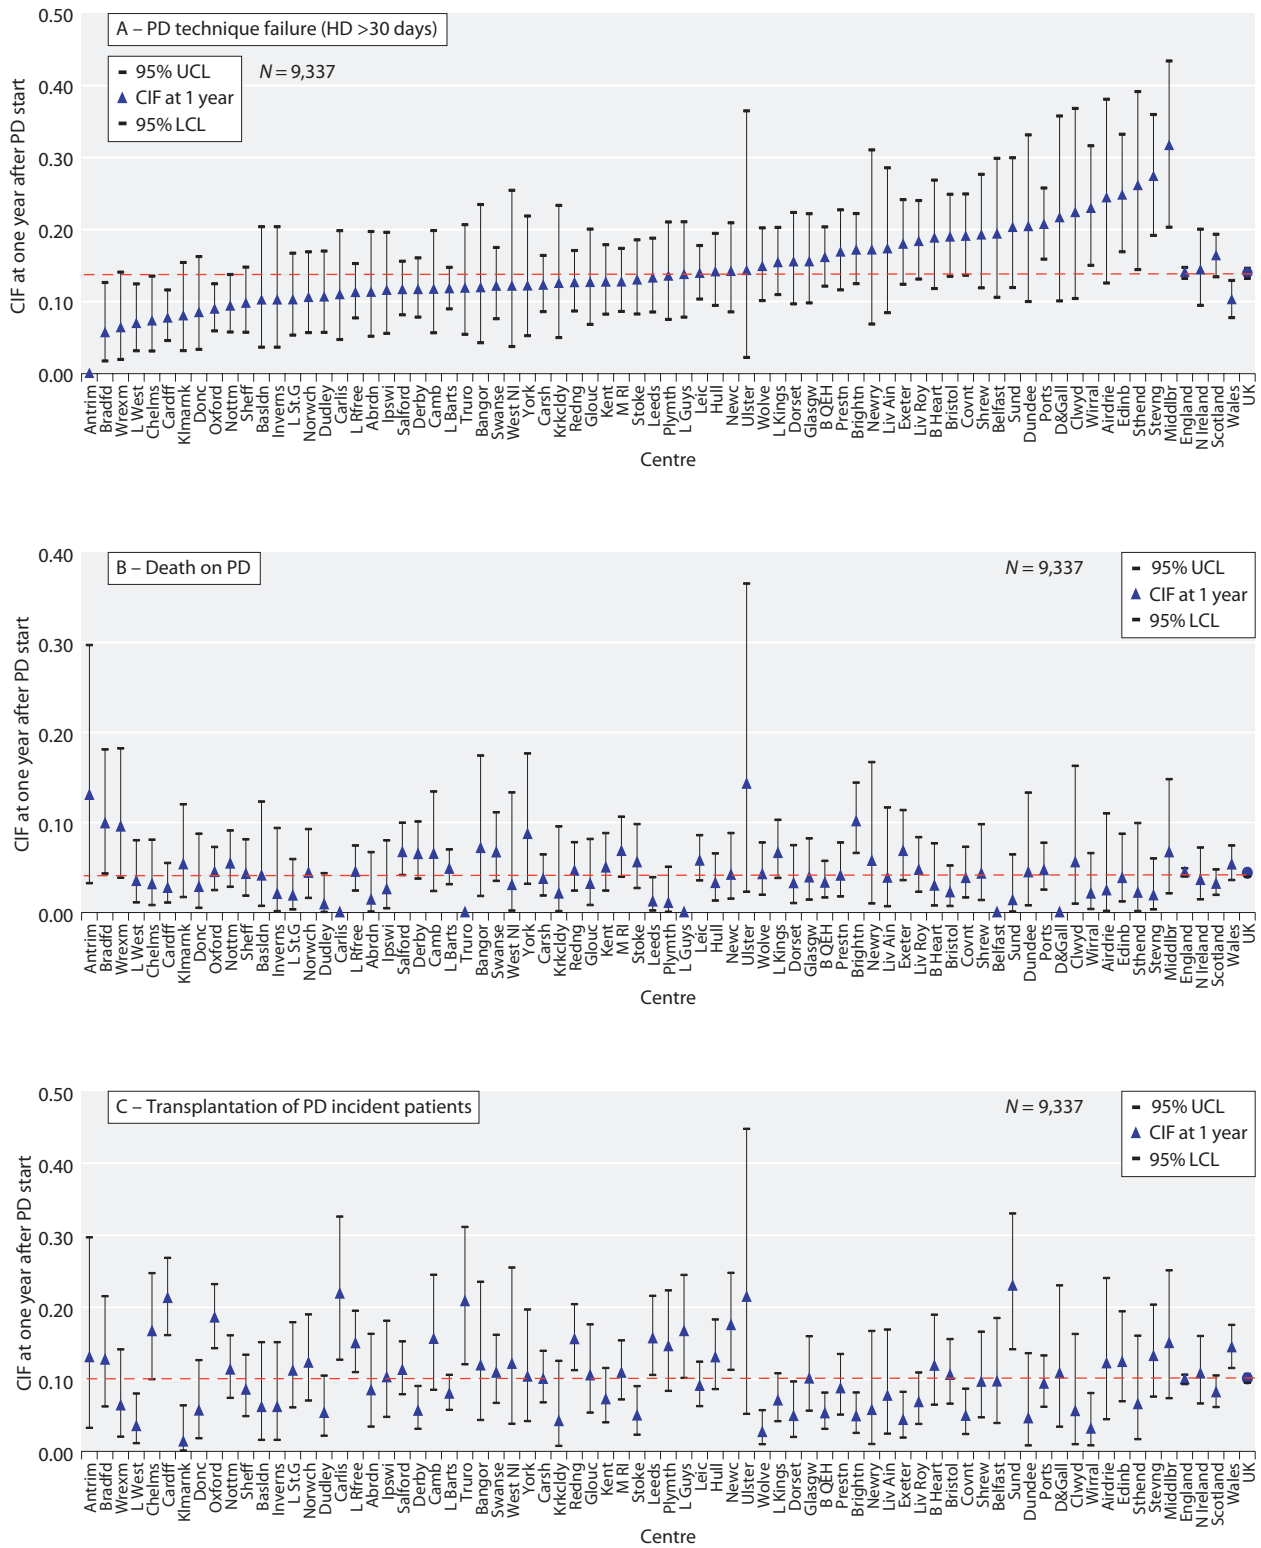 A – PD technique failure (HD >30 days)
95% UCL
CIF at 1 year
95% LCL
N = 9,337
CIF at one year after PD start
0.50
0.40
0.30
0.20
0.10
0.00
Antrim
Bradfd
Wrexm
L West
Chelms
Cardff
Klmarnk
Donc
Oxford
Nottm
Sheff
Basldn
Inverns
L St.G
Norwch
Dudley
Carlis
L Rfree
Abrdn
Ipswi
Salford
Derby
Camb
L Barts
Truro
Bangor
Swanse
West NI
York
Carsh
Krkcldy
Redng
Glouc
Kent
M RI
Stoke
Leeds
Plymth
L Guys
Leic
Hull
Newc
Ulster
Wolve
L Kings
Dorset
Glasgw
B QEH
Prestn
Brightn
Newry
Liv Ain
Exeter
Liv Roy
B Heart
Bristol
Covnt
Shrew
Belfast
Sund
Dundee
Ports
D&Gall
Clwyd
Wirral
Airdrie
Edinb
Sthend
Stevng
Middlbr
England
N Ireland
Scotland
Wales
UK
Centre
B – Death on PD
N = 9,337
95% UCL
CIF at 1 year
95% LCL
CIF at one year after PD start
0.40
0.30
0.20
0.10
0.00
Antrim
Bradfd
Wrexm
L West
Chelms
Cardff
Klmarnk
Donc
Oxford
Nottm
Sheff
Basldn
Inverns
L St.G
Norwch
Dudley
Carlis
L Rfree
Abrdn
Ipswi
Salford
Derby
Camb
L Barts
Truro
Bangor
Swanse
West NI
York
Carsh
Krkcldy
Redng
Glouc
Kent
M RI
Stoke
Leeds
Plymth
L Guys
Leic
Hull
Newc
Ulster
Wolve
L Kings
Dorset
Glasgw
B QEH
Prestn
Brightn
Newry
Liv Ain
Exeter
Liv Roy
B Heart
Bristol
Covnt
Shrew
Belfast
Sund
Dundee
Ports
D&Gall
Clwyd
Wirral
Airdrie
Edinb
Sthend
Stevng
Middlbr
England
N Ireland
Scotland
Wales
UK
Centre
C – Transplantation of PD incident patients
N = 9,337
95% UCL
CIF at 1 year
95% LCL
CIF at one year after PD start
0.50
0.40
0.30
0.20
0.10
0.00
Antrim
Bradfd
Wrexm
L West
Chelms
Cardff
Klmarnk
Donc
Oxford
Nottm
Sheff
Basldn
Inverns
L St.G
Norwch
Dudley
Carlis
L Rfree
Abrdn
Ipswi
Salford
Derby
Camb
L Barts
Truro
Bangor
Swanse
West NI
York
Carsh
Krkcldy
Redng
Glouc
Kent
M RI
Stoke
Leeds
Plymth
L Guys
Leic
Hull
Newc
Ulster
Wolve
L Kings
Dorset
Glasgw
B QEH
Prestn
Brightn
Newry
Liv Ain
Exeter
Liv Roy
B Heart
Bristol
Covnt
Shrew
Belfast
Sund
Dundee
Ports
D&Gall
Clwyd
Wirral
Airdrie
Edinb
Sthend
Stevng
Middlbr
England
N Ireland
Scotland
Wales
UK
Centre